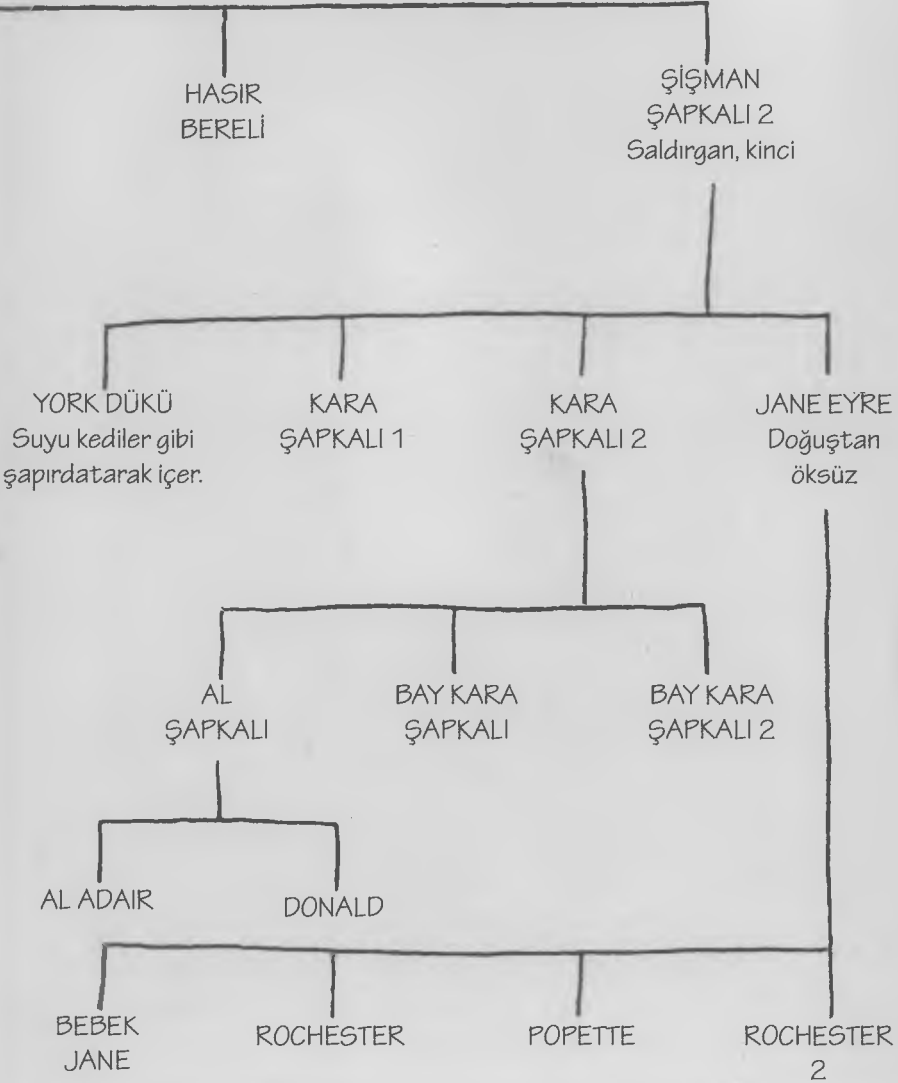 HASIR
BERELİ
ŞİŞMAN
ŞAPKALI 2
Saldırgan, kinci
YORK DÜKÜ
Suyu kediler gibi
şapırdatarak içer.
KARA
ŞAPKALI 1
KARA
ŞAPKALI 2
JANE EYRE
Doğuştan
öksüz
AL
ŞAPKALI
BAY KARA
ŞAPKALI
BAY KARA
ŞAPKALI 2
AL ADAIR
DONALD
BEBEK
JANE
ROCHESTER
POPETTE
ROCHESTER
2